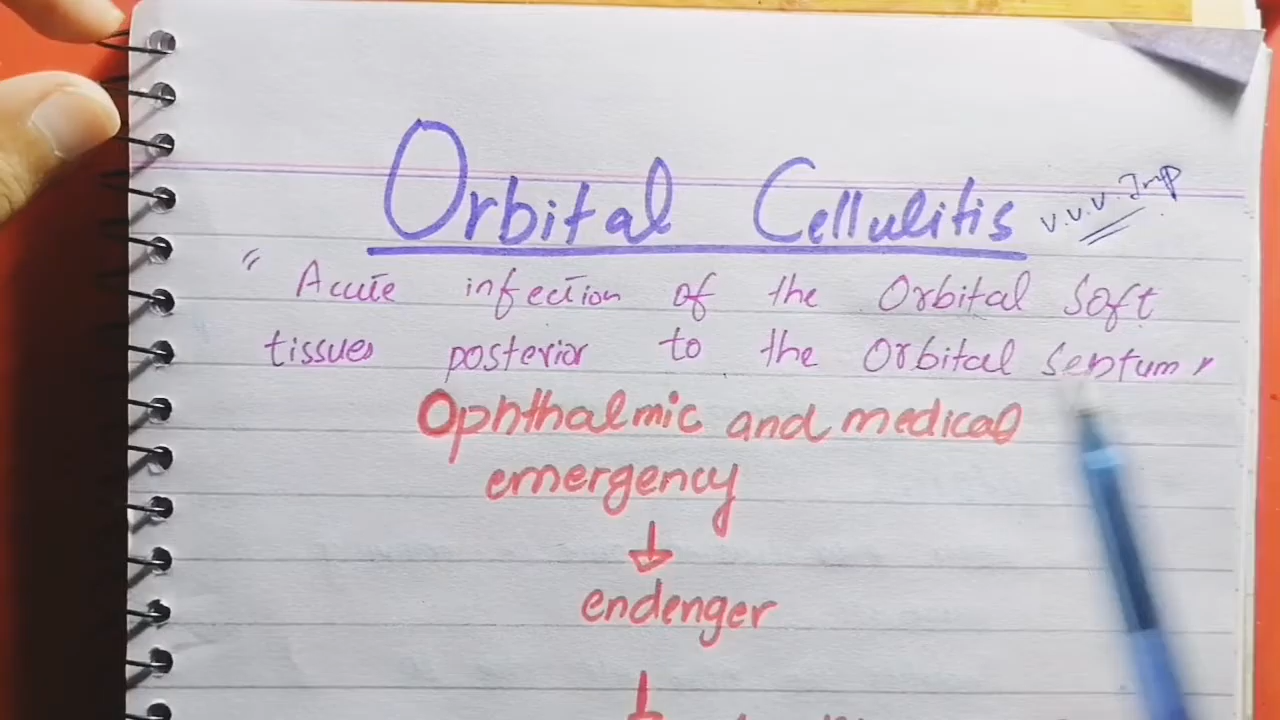 Orbital Cellulitis v.v.v. Imp
" Acute infection of the Orbital Soft
tissues posterior to the Orbital Septum "
Ophthalmic and medical
emergency
↓
endenger
↓